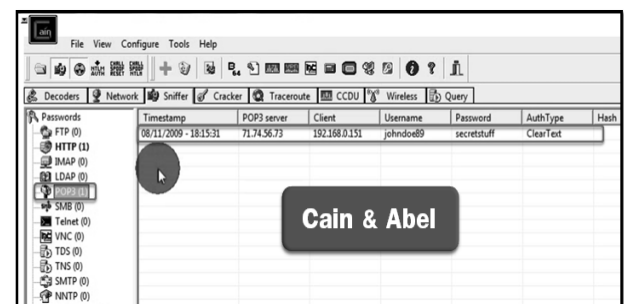 Cain
File View Configure Tools Help
Decoders Network Sniffer Cracker Traceroute CCDU Wireless Query
Passwords
FTP (0)
HTTP (1)
IMAP (0)
LDAP (0)
POP3 (1)
SMB (0)
Telnet (0)
VNC (0)
TDS (0)
TNS (0)
SMTP (0)
NNTP (0)
Timestamp POP3 server Client Username Password AuthType Hash
08/11/2009 - 18:15:31 71.74.56.73 192.168.0.151 johndoe89 secretstuff ClearText
Cain & Abel